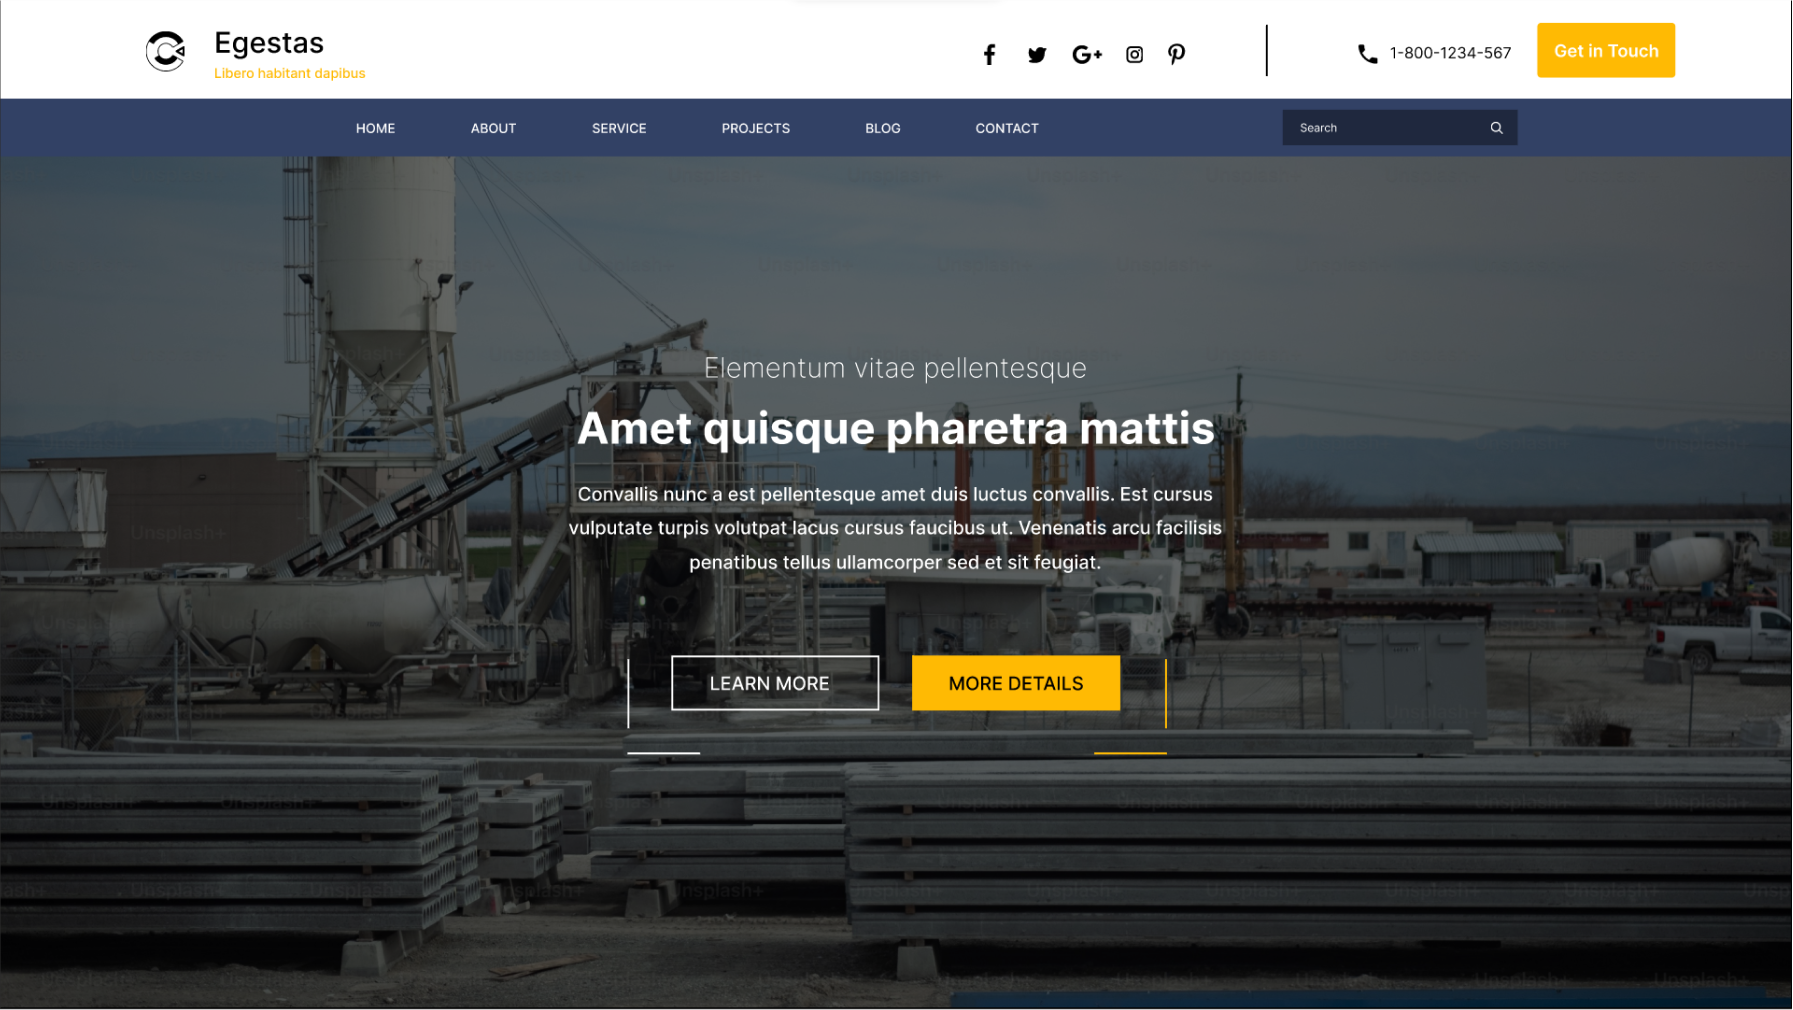 Egestas
Libero habitant dapibus
1-800-1234-567
Get in Touch
HOME
ABOUT
SERVICE
PROJECTS
BLOG
CONTACT
Search
Elementum vitae pellentesque
Amet quisque pharetra mattis
Convallis nunc a est pellentesque amet duis luctus convallis. Est cursus
vulputate turpis volutpat lacus cursus faucibus ut. Venenatis arcu facilisis
penatibus tellus ullamcorper sed et sit feugiat.
LEARN MORE
MORE DETAILS
Unsplash+